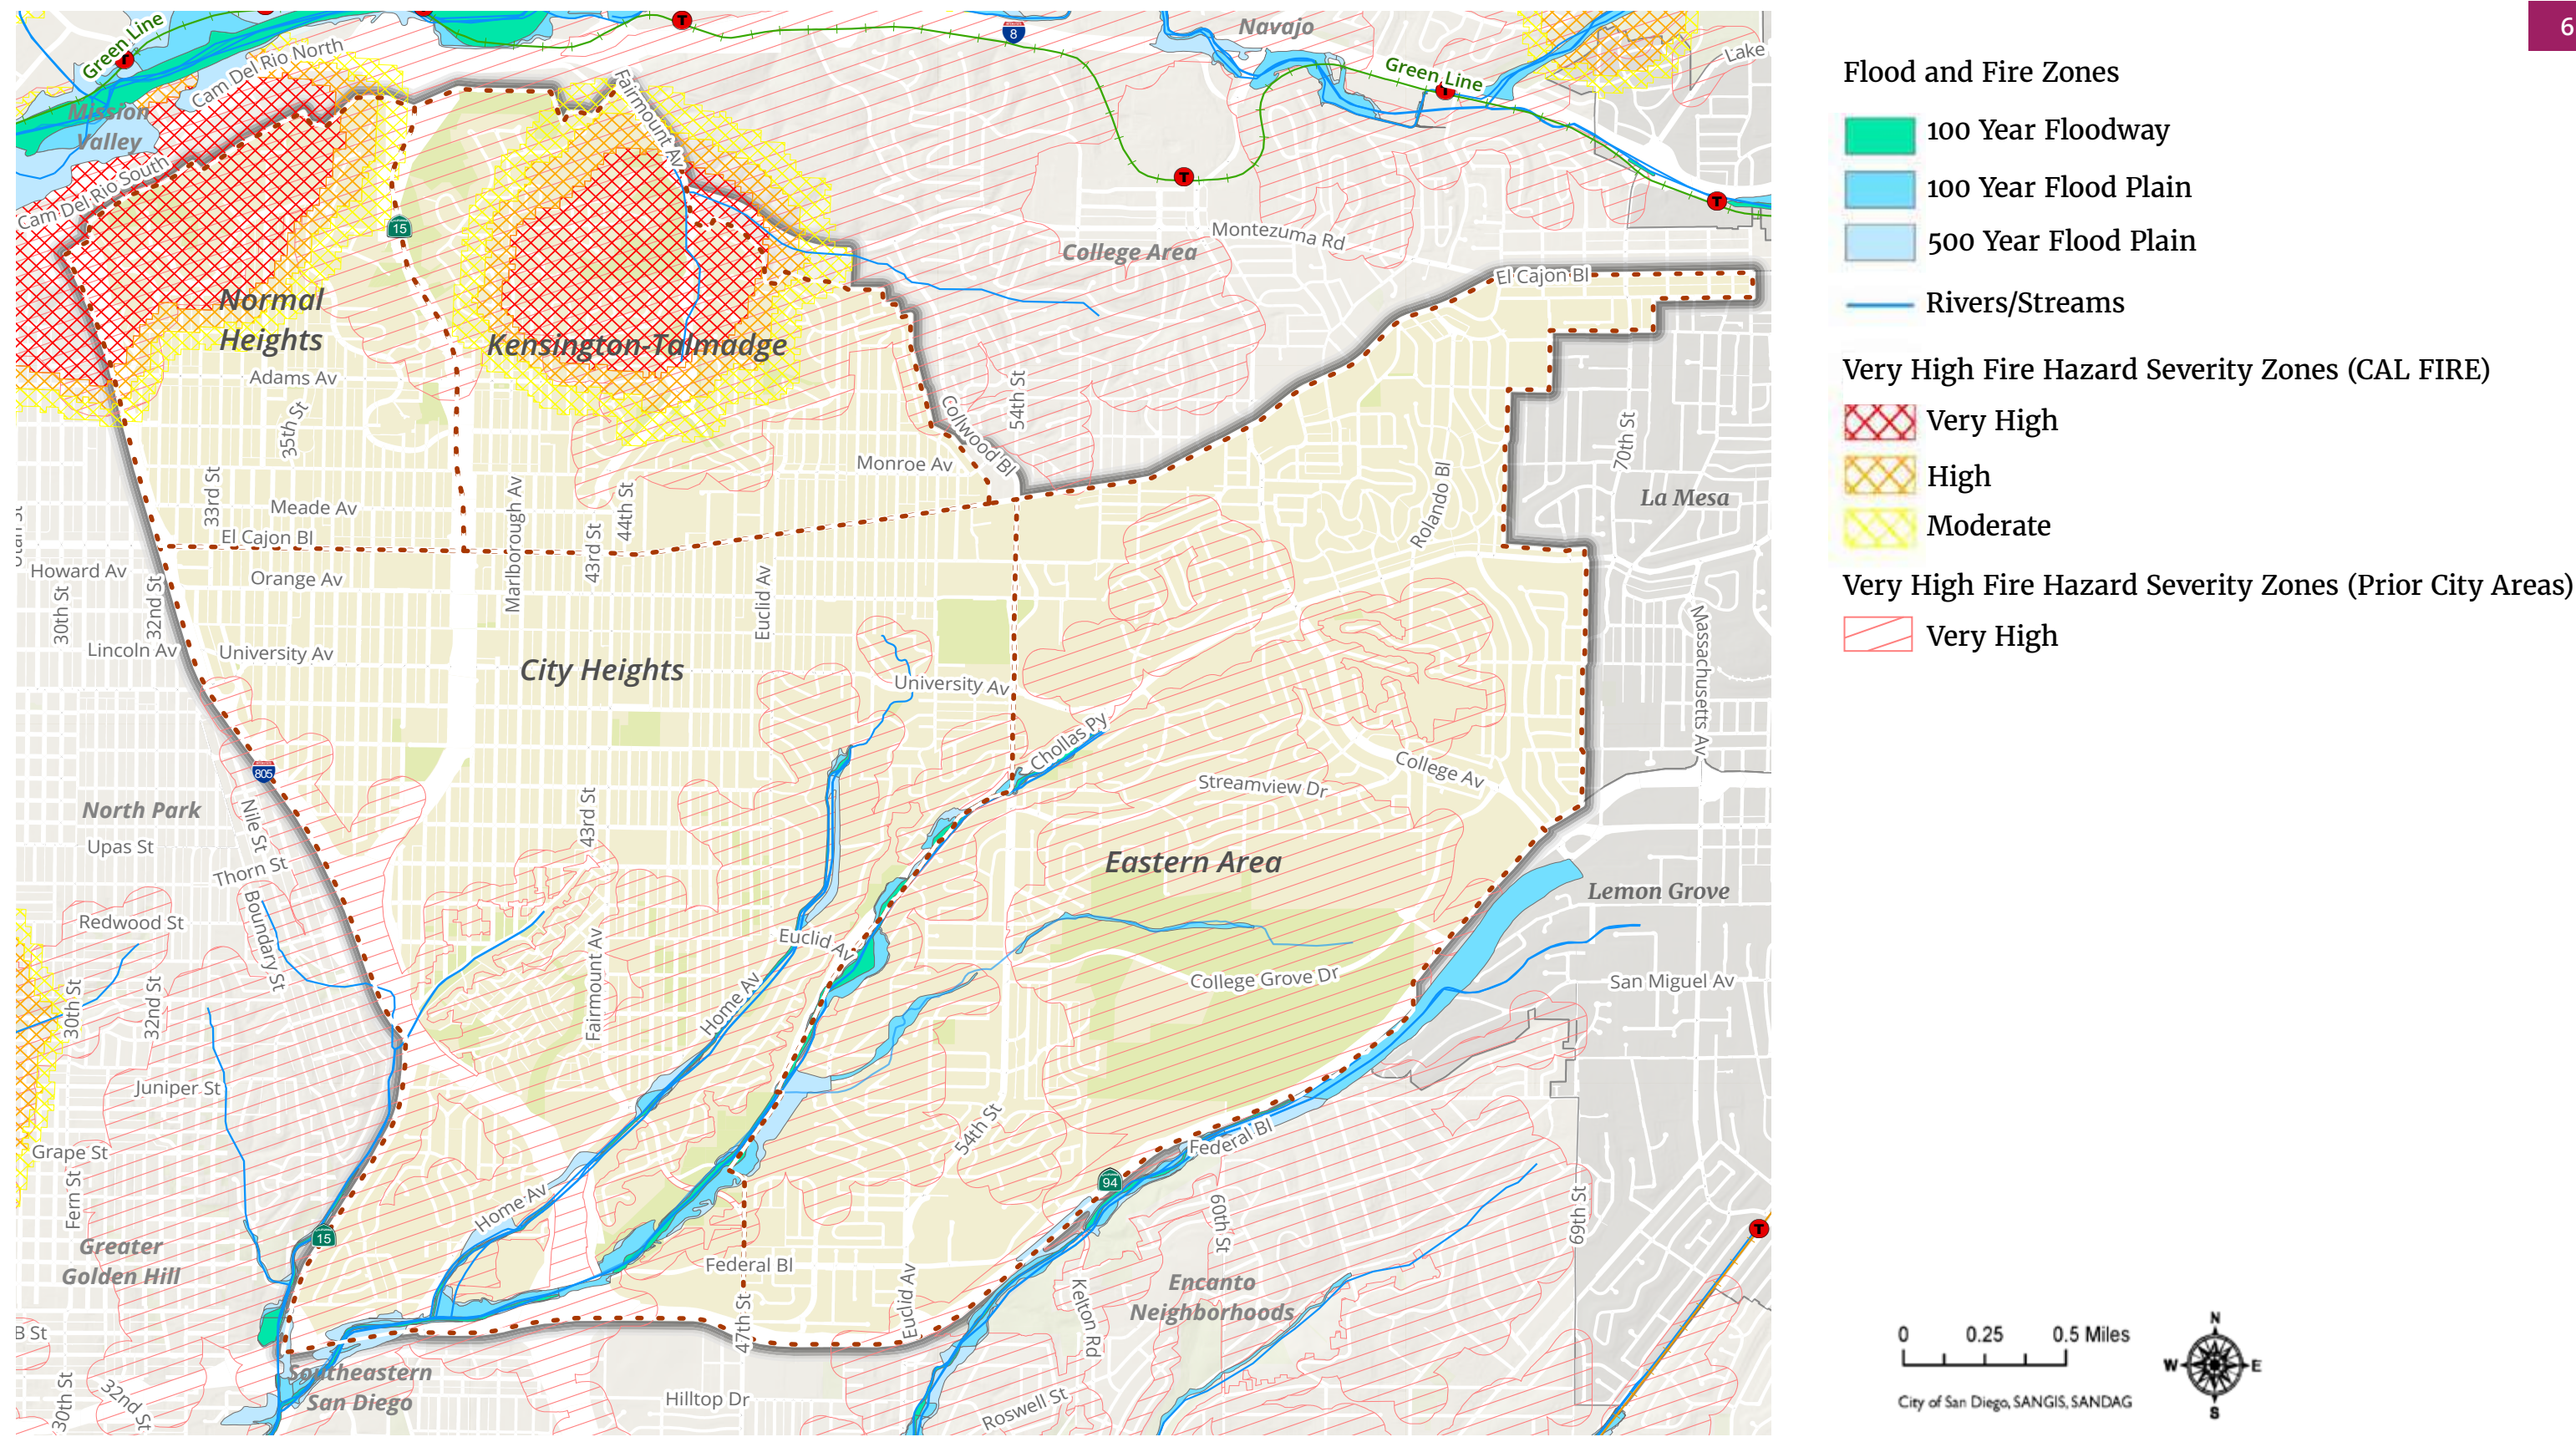 6
Flood and Fire Zones
100 Year Floodway
100 Year Flood Plain
500 Year Flood Plain
Rivers/Streams
Very High Fire Hazard Severity Zones (CAL FIRE)
Very High
High
Moderate
Very High Fire Hazard Severity Zones (Prior City Areas)
Very High
0 0.25 0.5 Miles
City of San Diego, SANGIS, SANDAG
N
W E
S
Green Line
Cam Del Rio North
Mission
Valley
Cam Del Rio South
Fairmount Av
8
Navajo
Green Line
Lake
T
T
T
T
T
T
15
College Area
Montezuma Rd
El Cajon Bl
Normal
Heights
Kensington-Talmadge
Adams Av
35th St
33rd St
Meade Av
El Cajon Bl
Orange Av
Marlborough Av
43rd St
44th St
Monroe Av
Collwood Bl
54th St
Rolando Bl
70th St
La Mesa
Howard Av
30th St
32nd St
Lincoln Av
University Av
Euclid Av
City Heights
University Av
Massachusetts Av
Chollas Py
College Av
Streamview Dr
805
North Park
Nile St
Upas St
43rd St
Thorn St
Boundary St
Redwood St
Eastern Area
Lemon Grove
Euclid Av
Fairmount Av
Home Av
College Grove Dr
San Miguel Av
30th St
32nd St
Juniper St
54th St
Grape St
Federal Bl
94
Fern St
Home Av
15
60th St
69th St
Greater
Golden Hill
Federal Bl
Euclid Av
Kelton Rd
Encanto
Neighborhoods
B St
47th St
Southeastern
San Diego
30th St
32nd St
Hilltop Dr
Roswell St